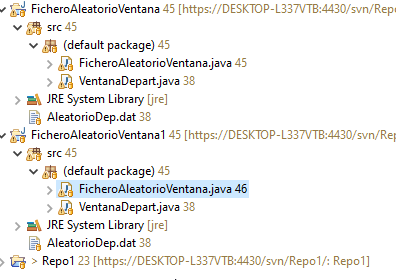 FicheroAleatorioVentana 45 [https://DESKTOP-L337VTB:4430/svn/Repo
src 45
(default package) 45
FicheroAleatorioVentana.java 45
VentanaDepart.java 38
JRE System Library [jre]
AleatorioDep.dat 38
FicheroAleatorioVentana1 45 [https://DESKTOP-L337VTB:4430/svn/Rep
src 45
(default package) 45
FicheroAleatorioVentana.java 46
VentanaDepart.java 38
JRE System Library [jre]
AleatorioDep.dat 38
> Repo1 23 [https://DESKTOP-L337VTB:4430/svn/Repo1/: Repo1]